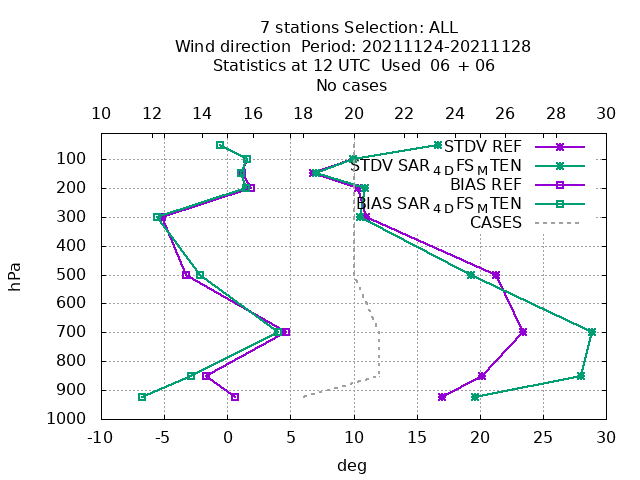 7 stations Selection: ALL
Wind direction  Period: 20211124-20211128
Statistics at 12 UTC  Used  06 + 06
No cases
10 12 14 16 18 20 22 24 26 28 30
STDV REF
STDV SAR4DFSMTEN
BIAS REF
BIAS SAR4DFSMTEN
CASES
hPa
100
200
300
400
500
600
700
800
900
1000
-10 -5 0 5 10 15 20 25 30
deg